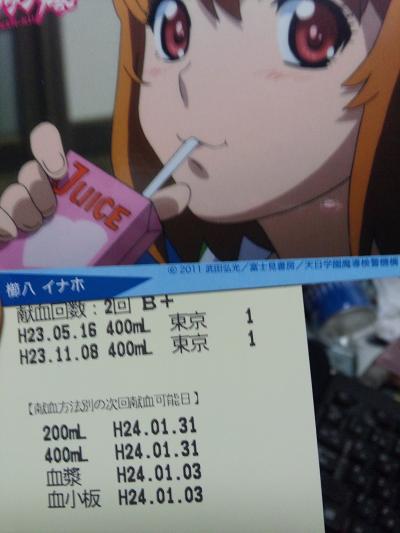 JUICE
© 2011 武田弘光／富士見書房／天日学園魔導検警機構
櫛八 イナホ
献血回数：2回 B+
H23.05.16 400mL 東京 1
H23.11.08 400mL 東京 1
【献血方法別の次回献血可能日】
200mL H24.01.31
400mL H24.01.31
血漿 H24.01.03
血小板 H24.01.03